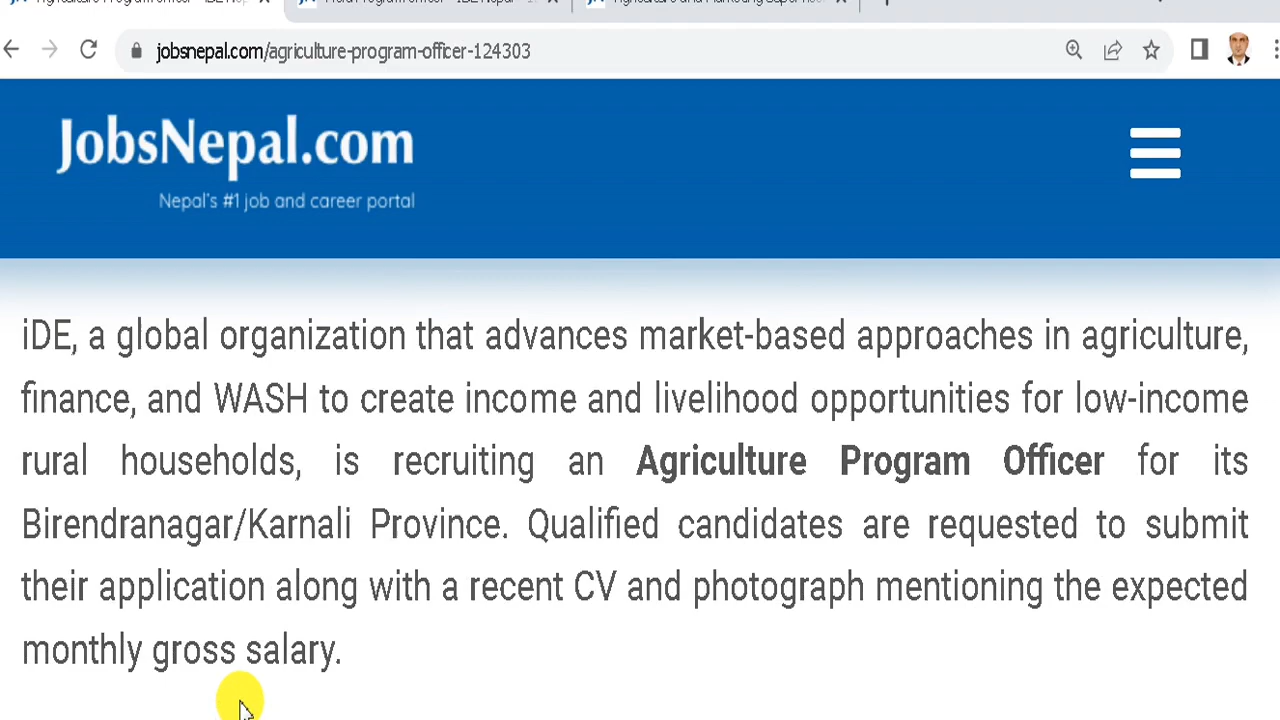 jobsnepal.com/agriculture-program-officer-124303
JobsNepal.com
Nepal's #1 job and career portal
iDE, a global organization that advances market-based approaches in agriculture,
finance, and WASH to create income and livelihood opportunities for low-income
rural households, is recruiting an Agriculture Program Officer for its
Birendranagar/Karnali Province. Qualified candidates are requested to submit
their application along with a recent CV and photograph mentioning the expected
monthly gross salary.